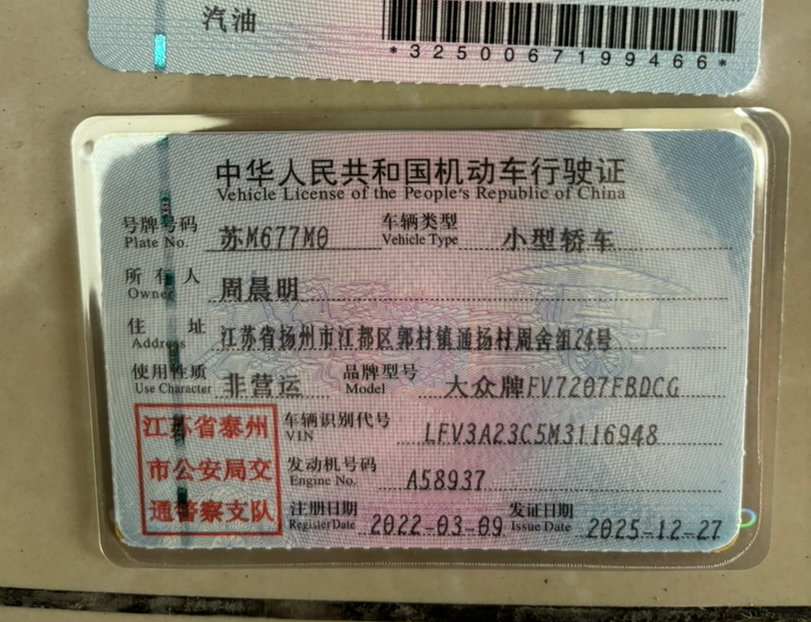 汽油
*3250067199466*
中华人民共和国机动车行驶证
Vehicle License of the People's Republic of China
号牌号码 苏M677M0 车辆类型 小型轿车
Plate No. Vehicle Type
所有人 周晨明
Owner
住址 江苏省扬州市江都区郭村镇通扬村周舍组24号
Address
使用性质 非营运 品牌型号 大众牌FV7207FBDCG
Use Character Model
江苏省泰州
市公安局交
通警察支队
车辆识别代号 LFV3A23C5M3116948
VIN
发动机号码 A58937
Engine No.
注册日期 2022-03-09 发证日期 2025-12-27
Register Date Issue Date